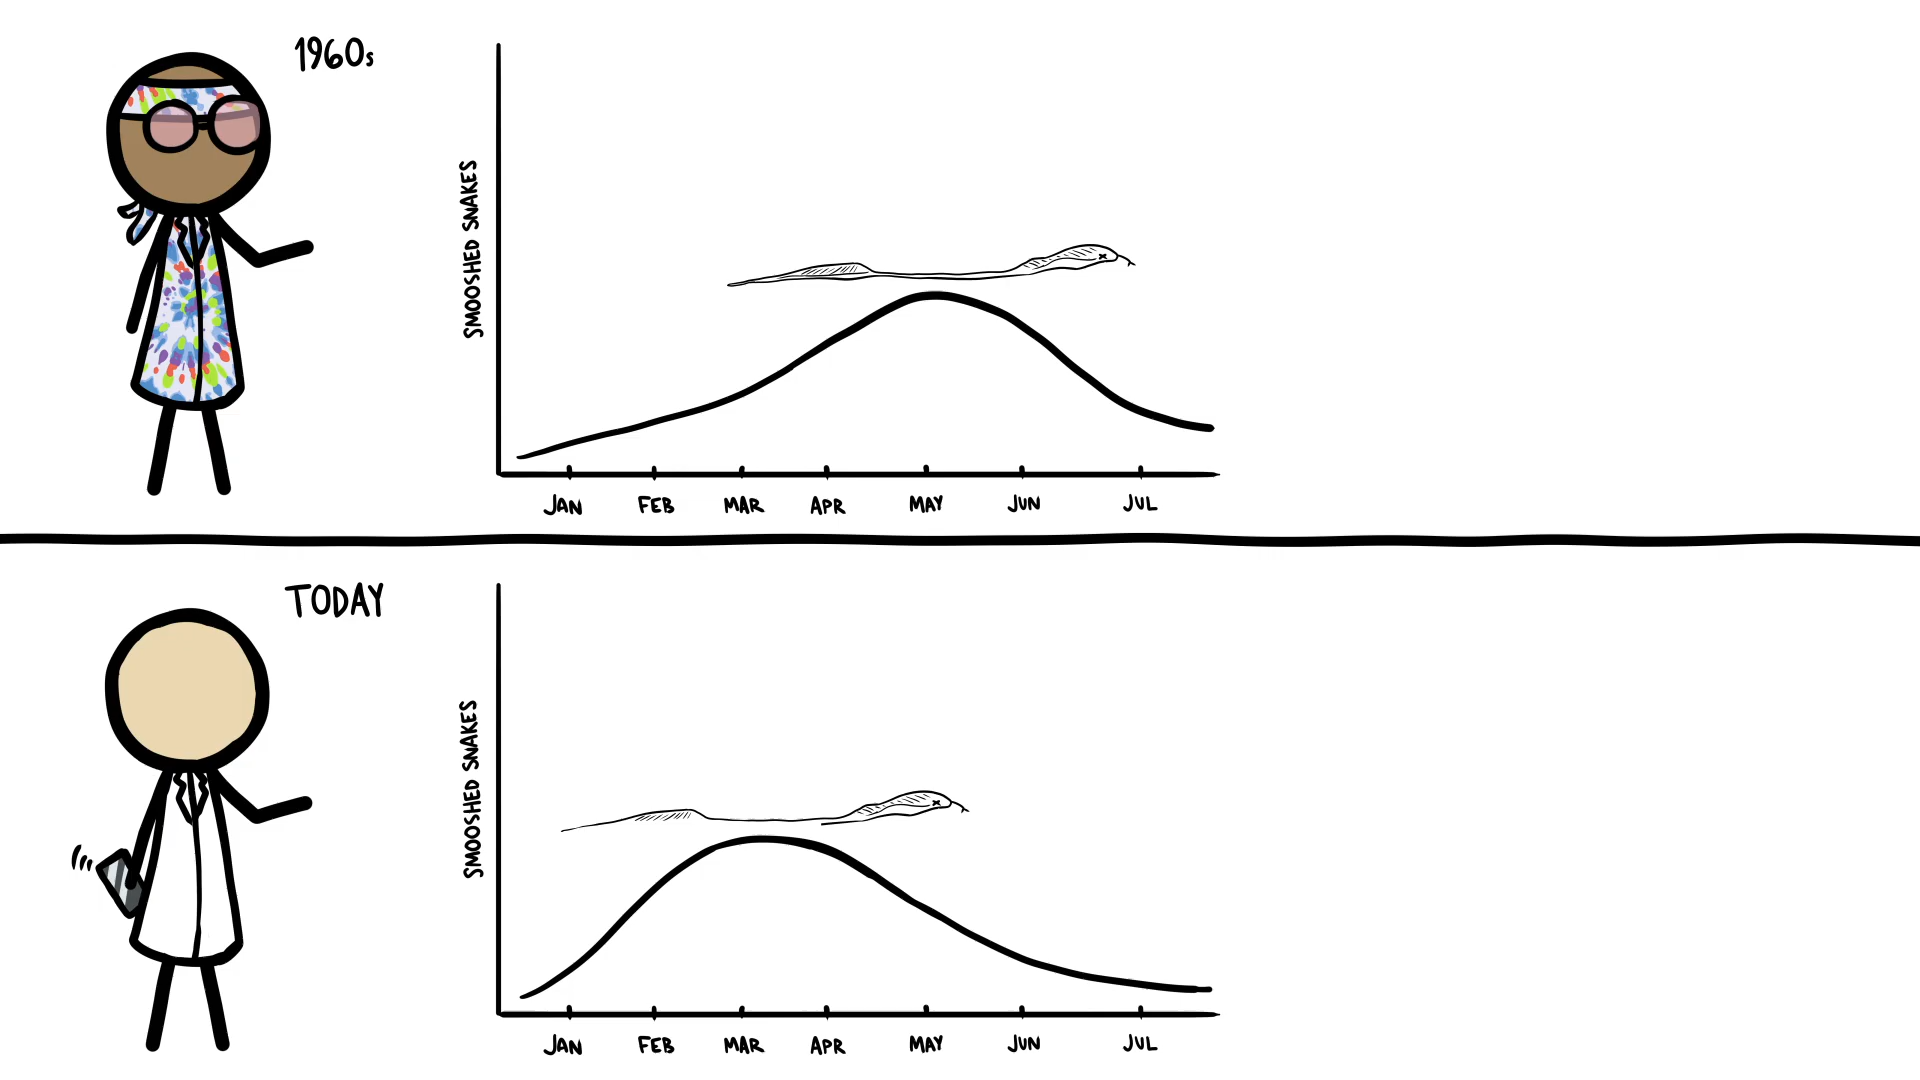 1960s
SMOOSHED SNAKES
JAN FEB MAR APR MAY JUN JUL
TODAY
SMOOSHED SNAKES
JAN FEB MAR APR MAY JUN JUL